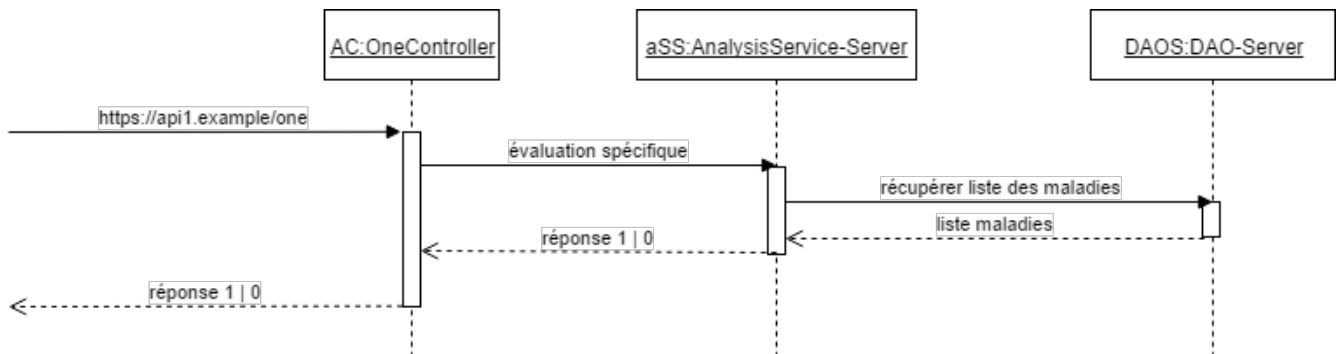 AC:OneController
aSS:AnalysisService-Server
DAOS:DAO-Server
https://api1.example/one
évaluation spécifique
récupérer liste des maladies
liste maladies
réponse 1 | 0
réponse 1 | 0